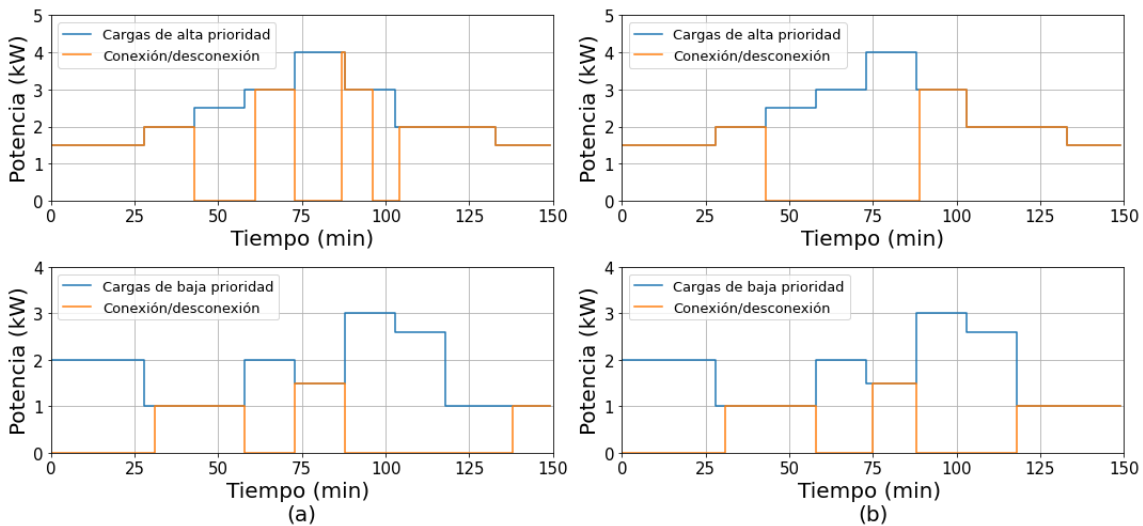 Potencia (kW)
5
4
3
2
1
0
Cargas de alta prioridad
Conexión/desconexión
0 25 50 75 100 125 150
Tiempo (min)
Potencia (kW)
5
4
3
2
1
0
Cargas de alta prioridad
Conexión/desconexión
0 25 50 75 100 125 150
Tiempo (min)
Potencia (kW)
4
3
2
1
0
Cargas de baja prioridad
Conexión/desconexión
0 25 50 75 100 125 150
Tiempo (min)
(a)
Potencia (kW)
4
3
2
1
0
Cargas de baja prioridad
Conexión/desconexión
0 25 50 75 100 125 150
Tiempo (min)
(b)